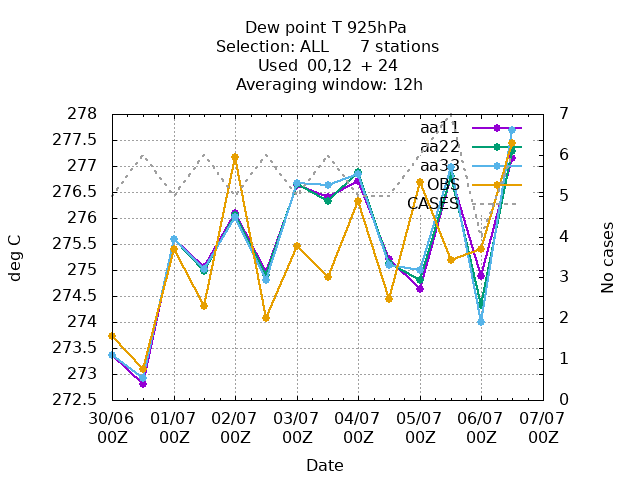 Dew point T 925hPa
Selection: ALL 7 stations
Used 00,12 + 24
Averaging window: 12h
278
277.5
277
276.5
276
275.5
275
274.5
274
273.5
273
272.5
deg C
7
6
5
4
3
2
1
0
No cases
aa11
aa22
aa33
OBS
CASES
30/06 01/07 02/07 03/07 04/07 05/07 06/07 07/07
00Z 00Z 00Z 00Z 00Z 00Z 00Z 00Z
Date